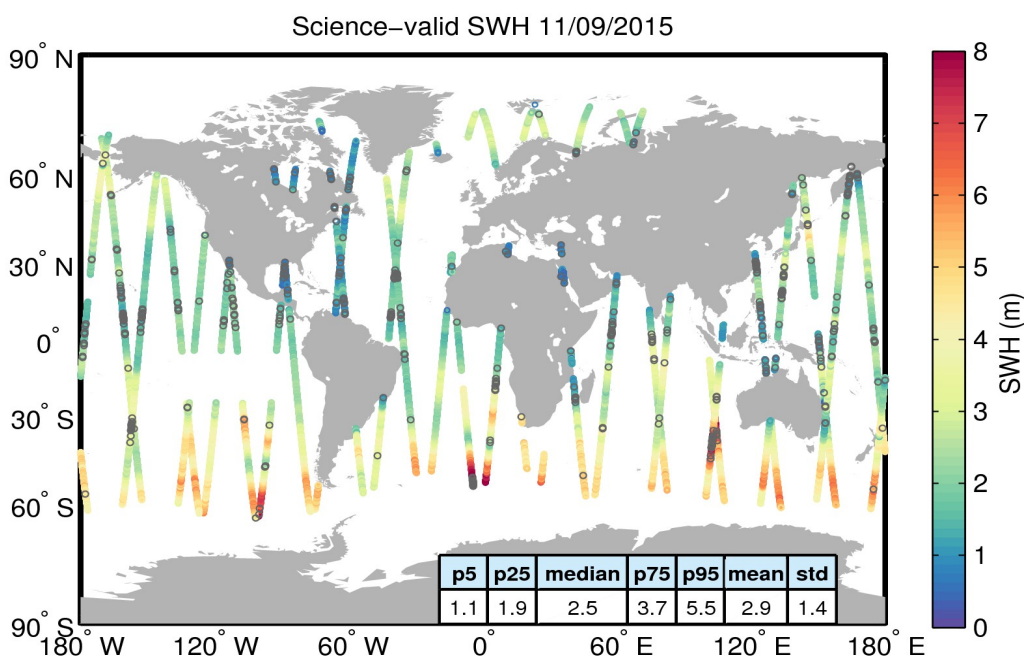 Science−valid SWH 11/09/2015
90° N
60° N
30° N
0°
30° S
60° S
90° S
180° W 120° W 60° W 0° 60° E 120° E 180° E
p5 p25 median p75 p95 mean std
1.1 1.9 2.5 3.7 5.5 2.9 1.4
8
7
6
5
4
3
2
1
0
SWH (m)